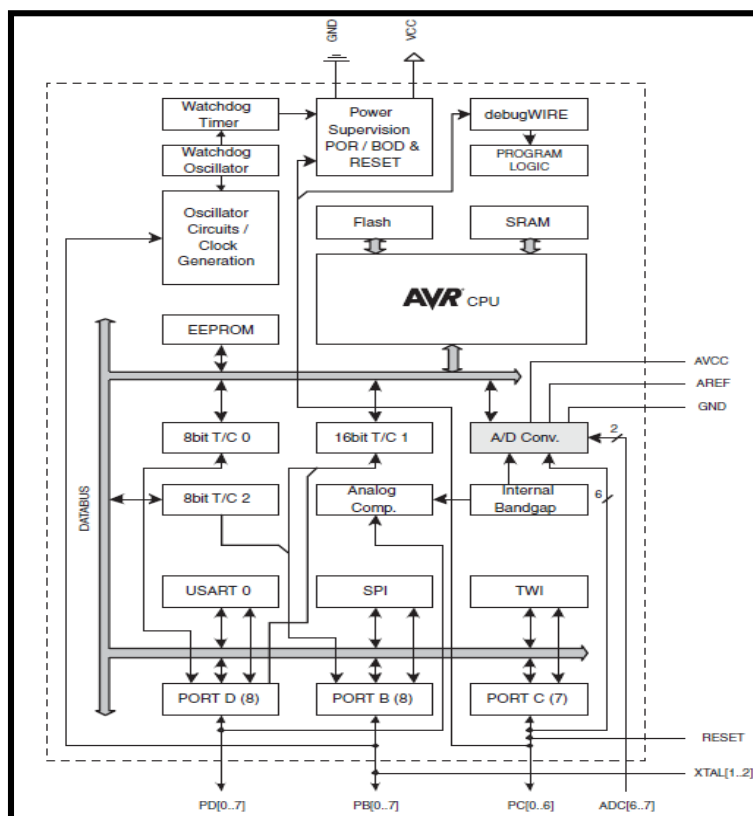 GND
VCC
Watchdog
Timer
Power
Supervision
POR / BOD &
RESET
debugWIRE
Watchdog
Oscillator
PROGRAM
LOGIC
Oscillator
Circuits /
Clock
Generation
Flash
SRAM
AVR® CPU
EEPROM
AVCC
AREF
GND
8bit T/C 0
16bit T/C 1
A/D Conv.
2
8bit T/C 2
Analog
Comp.
Internal
Bandgap
6
DATABUS
USART 0
SPI
TWI
PORT D (8)
PORT B (8)
PORT C (7)
RESET
XTAL[1..2]
PD[0..7]
PB[0..7]
PC[0..6]
ADC[6..7]